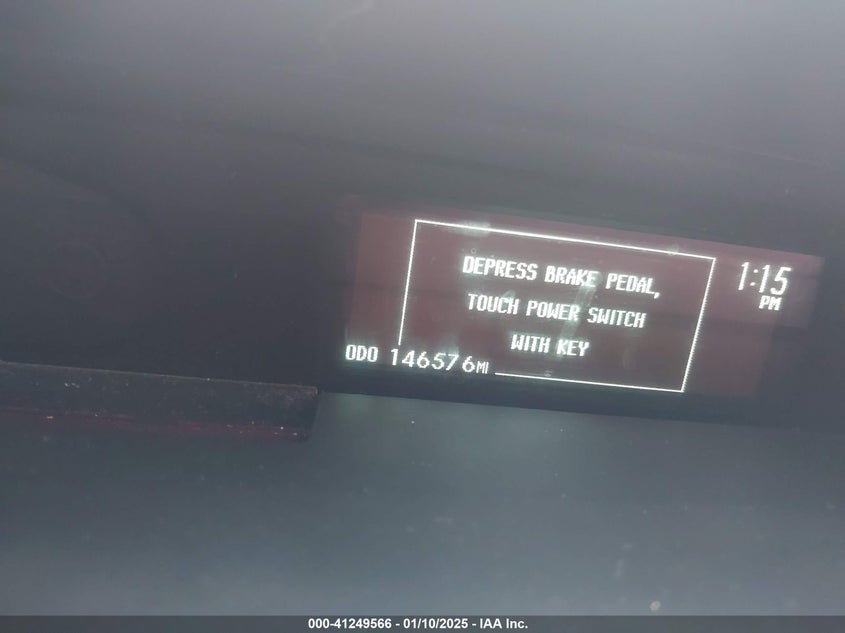 DEPRESS BRAKE PEDAL,
TOUCH POWER SWITCH
WITH KEY
1:15
PM
ODO 146576MI
000-41249566 - 01/10/2025 - IAA Inc.